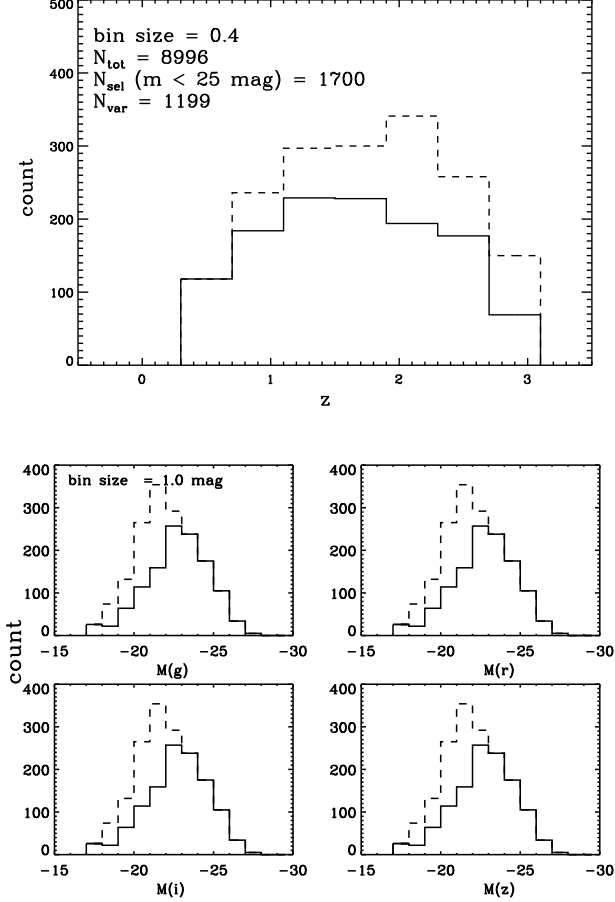 500
bin size = 0.4
N_tot = 8996
400
N_sel (m < 25 mag) = 1700
N_var = 1199
300
count
200
100
0
0 1 2 3
z
400 400
bin size = 1.0 mag
300 300
200 200
100 100
0 0
-15 -20 -25 -30 -15 -20 -25 -30
M(g) M(r)
count
400 400
300 300
200 200
100 100
0 0
-15 -20 -25 -30 -15 -20 -25 -30
M(i) M(z)